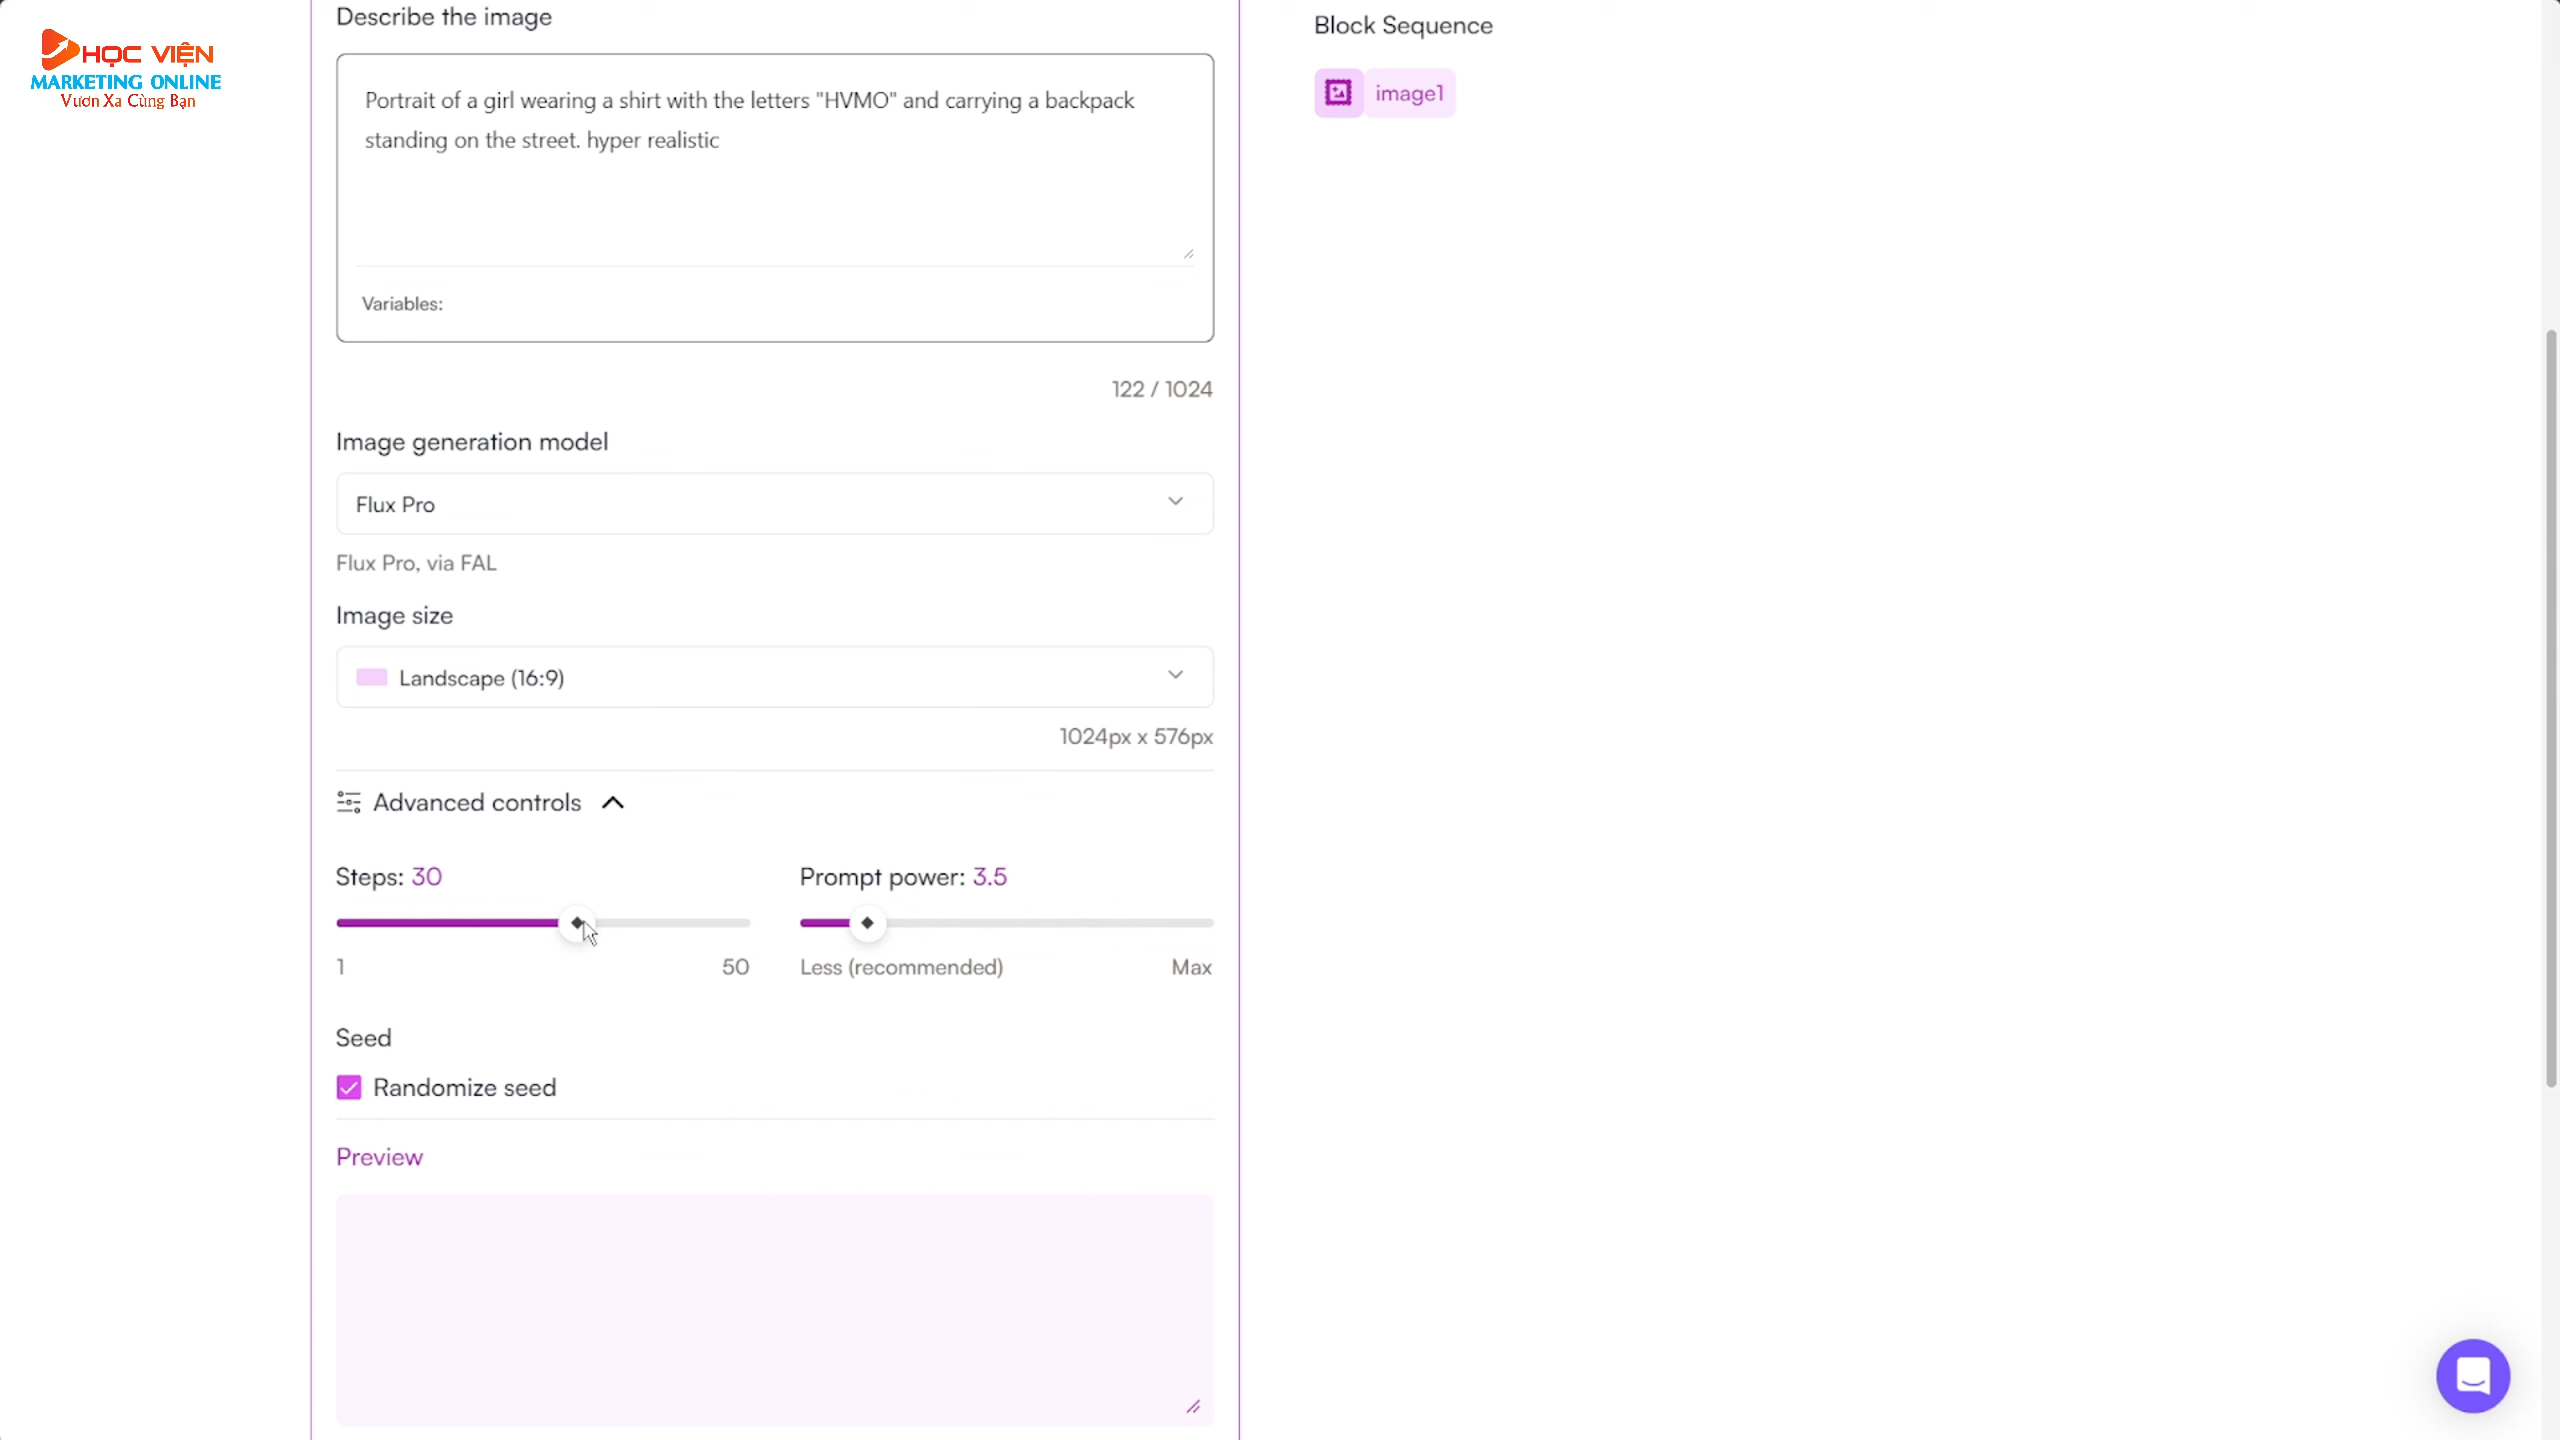 HỌC VIỆN
MARKETING ONLINE
Vươn Xa Cùng Bạn
Describe the image
Portrait of a girl wearing a shirt with the letters "HVMO" and carrying a backpack
standing on the street. hyper realistic
Variables:
122 / 1024
Image generation model
Flux Pro
Flux Pro, via FAL
Image size
Landscape (16:9)
1024px x 576px
Advanced controls
Steps: 30
Prompt power: 3.5
1
50
Less (recommended)
Max
Seed
Randomize seed
Preview
Block Sequence
image1